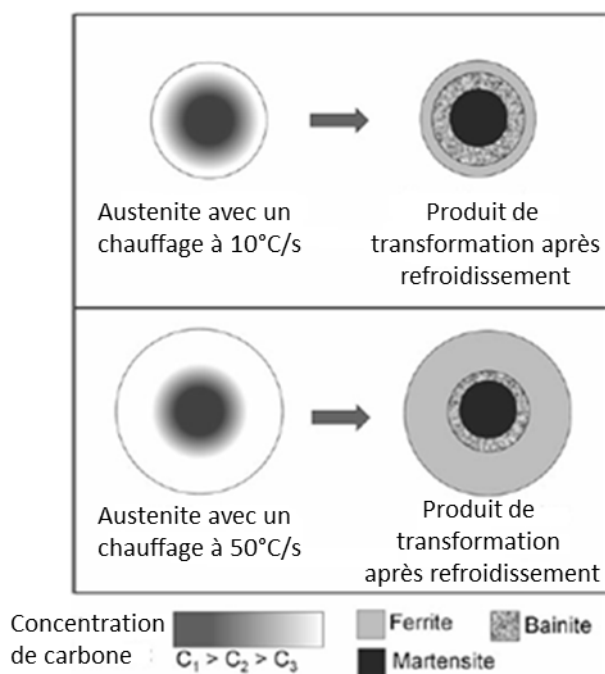 Austenite avec un
chauffage à 10°C/s
Produit de
transformation après
refroidissement
Austenite avec un
chauffage à 50°C/s
Produit de
transformation
après refroidissement
Concentration
de carbone :
C₁ > C₂ > C₃
Ferrite
Bainite
Martensite